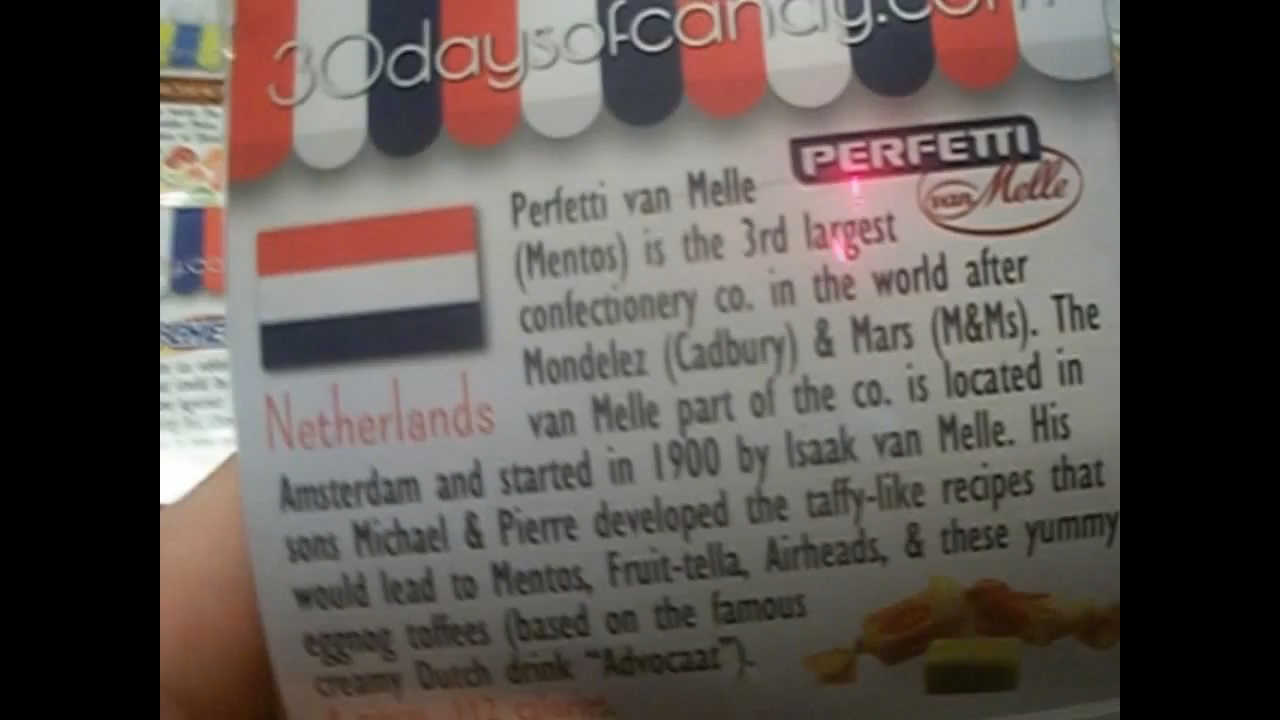 30daysofcandy.com
PERFETTI
van Melle
Perfetti van Melle
(Mentos) is the 3rd largest
confectionery co. in the world after
Mondelez (Cadbury) & Mars (M&Ms). The
van Melle part of the co. is located in
Netherlands
Amsterdam and started in 1900 by Isaak van Melle. His
sons Michael & Pierre developed the taffy-like recipes that
would lead to Mentos, Fruit-tella, Airheads, & these yummy
eggnog toffees (based on the famous
creamy Dutch drink "Advocaat").